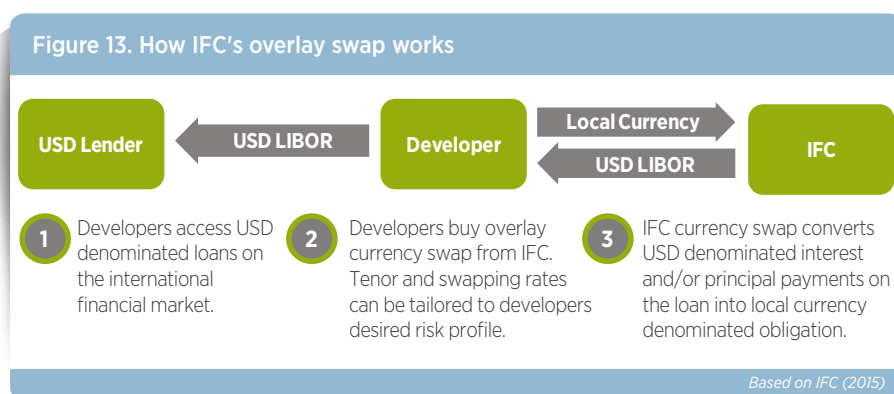 Figure 13. How IFC's overlay swap works
USD Lender
USD LIBOR
Developer
Local Currency
USD LIBOR
IFC
1
Developers access USD
denominated loans on
the international
financial market.
2
Developers buy overlay
currency swap from IFC.
Tenor and swapping rates
can be tailored to developers
desired risk profile.
3
IFC currency swap converts
USD denominated interest
and/or principal payments on
the loan into local currency
denominated obligation.
Based on IFC (2015)